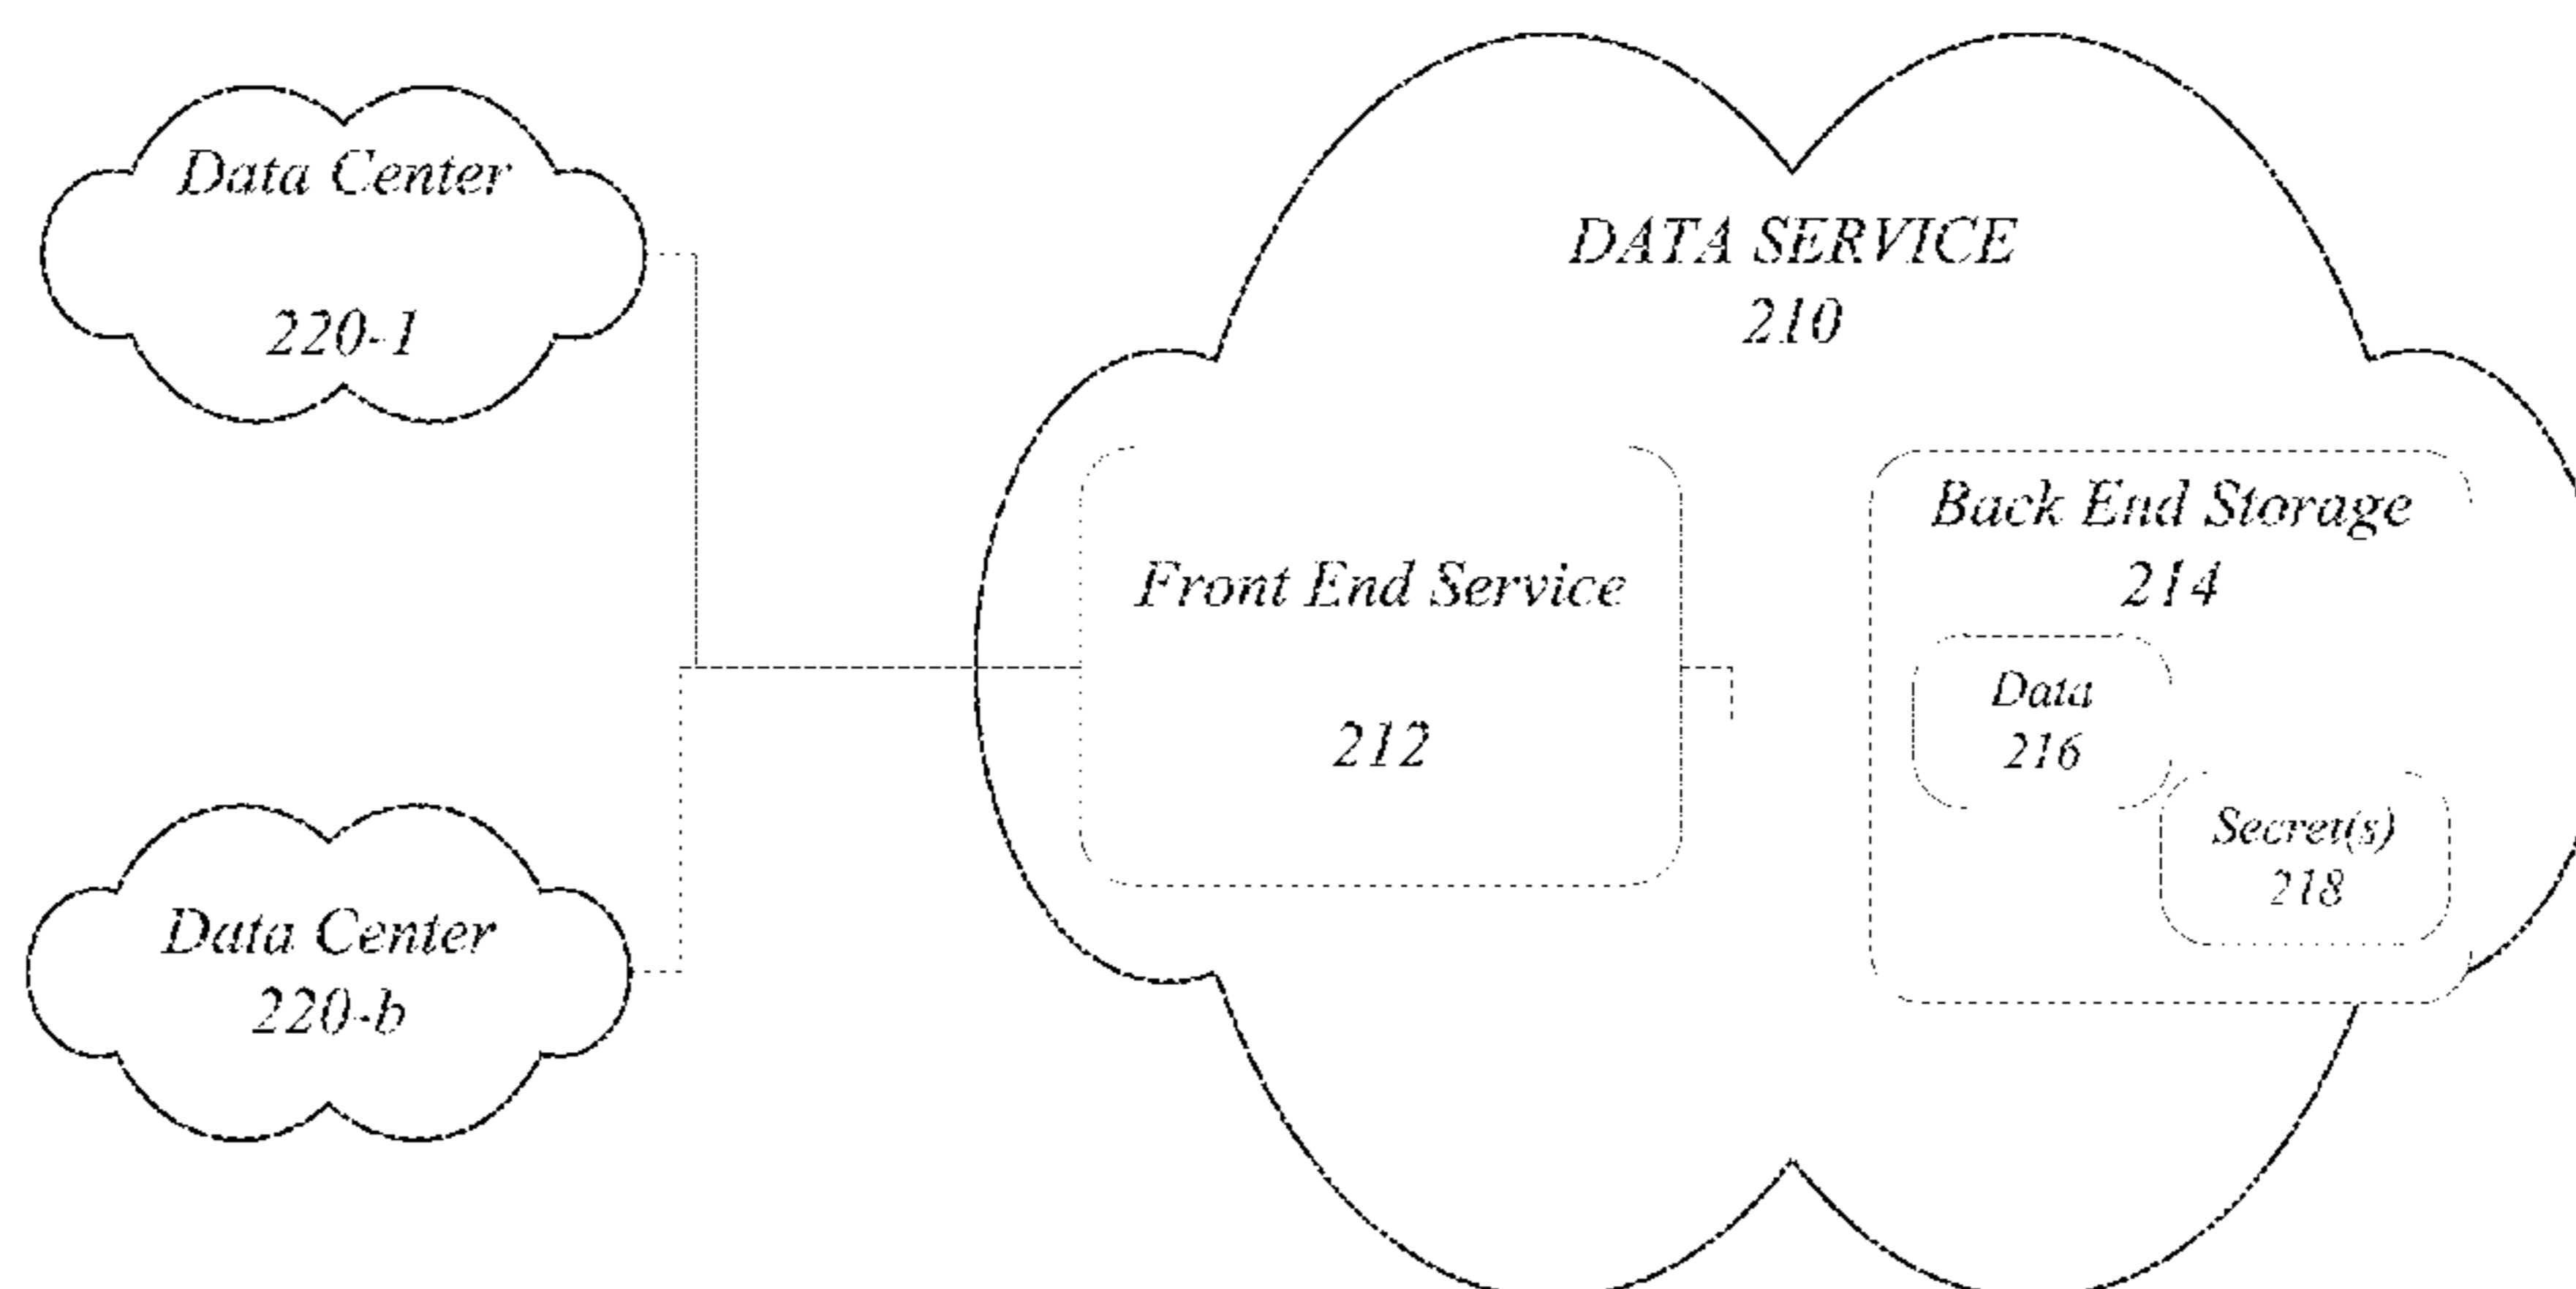 Data Center
220-1
DATA SERVICE
210
Front End Service
212
Back End Storage
214
Data
216
Secret(s)
218
Data Center
220-b